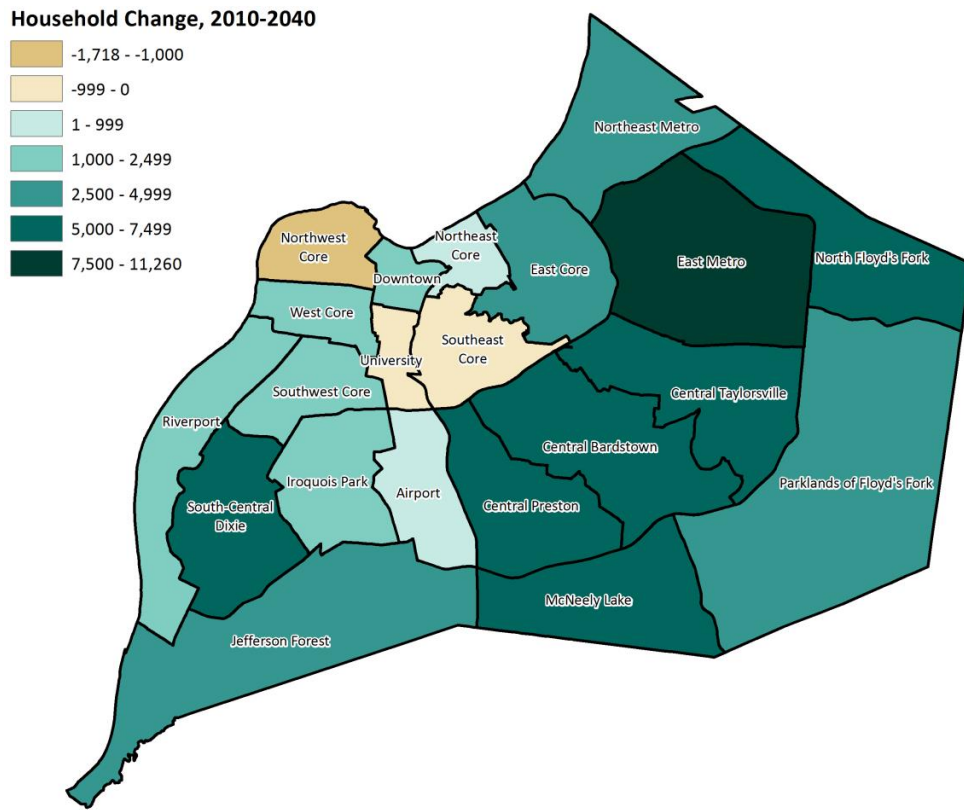 Household Change, 2010-2040
-1,718 - -1,000
-999 - 0
1 - 999
1,000 - 2,499
2,500 - 4,999
5,000 - 7,499
7,500 - 11,260
Northeast Metro
Northwest
Core
Northeast
Core
Downtown
East Core
East Metro
North Floyd's Fork
West Core
University
Southeast
Core
Southwest Core
Central Taylorsville
Riverport
Central Bardstown
Iroquois Park
Airport
Parklands of Floyd's Fork
South-Central
Dixie
Central Preston
McNeely Lake
Jefferson Forest